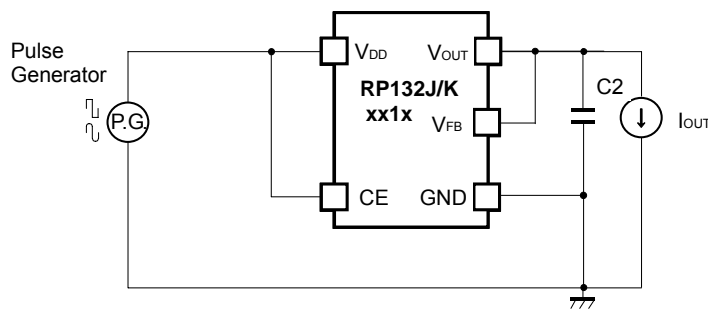 Pulse
Generator
P.G.
VDD
VOUT
RP132J/K
xx1x
VFB
CE
GND
C2
IOUT